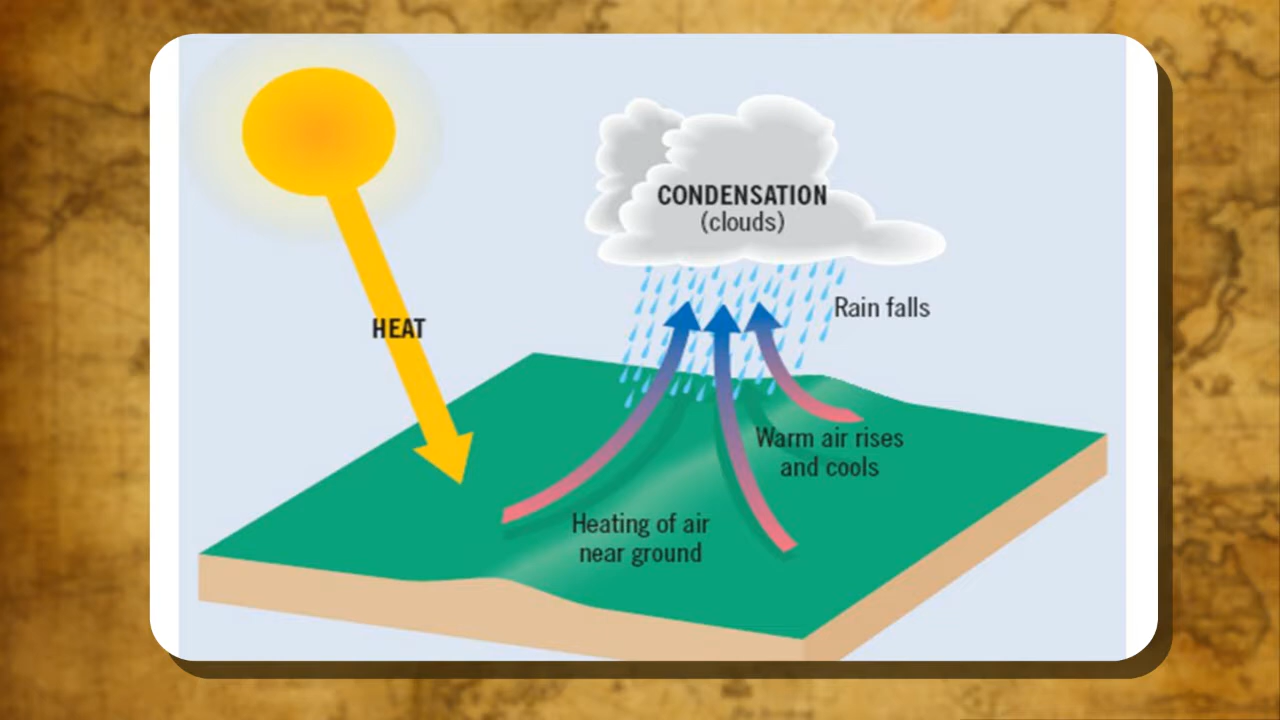 CONDENSATION
(clouds)
Rain falls
HEAT
Warm air rises
and cools
Heating of air
near ground